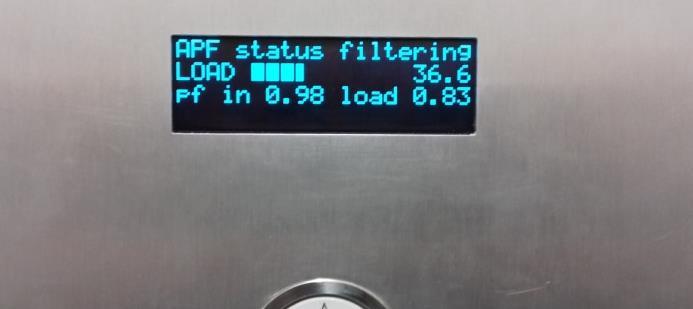 APF status filtering
LOAD 36.6
pf in 0.98 load 0.83